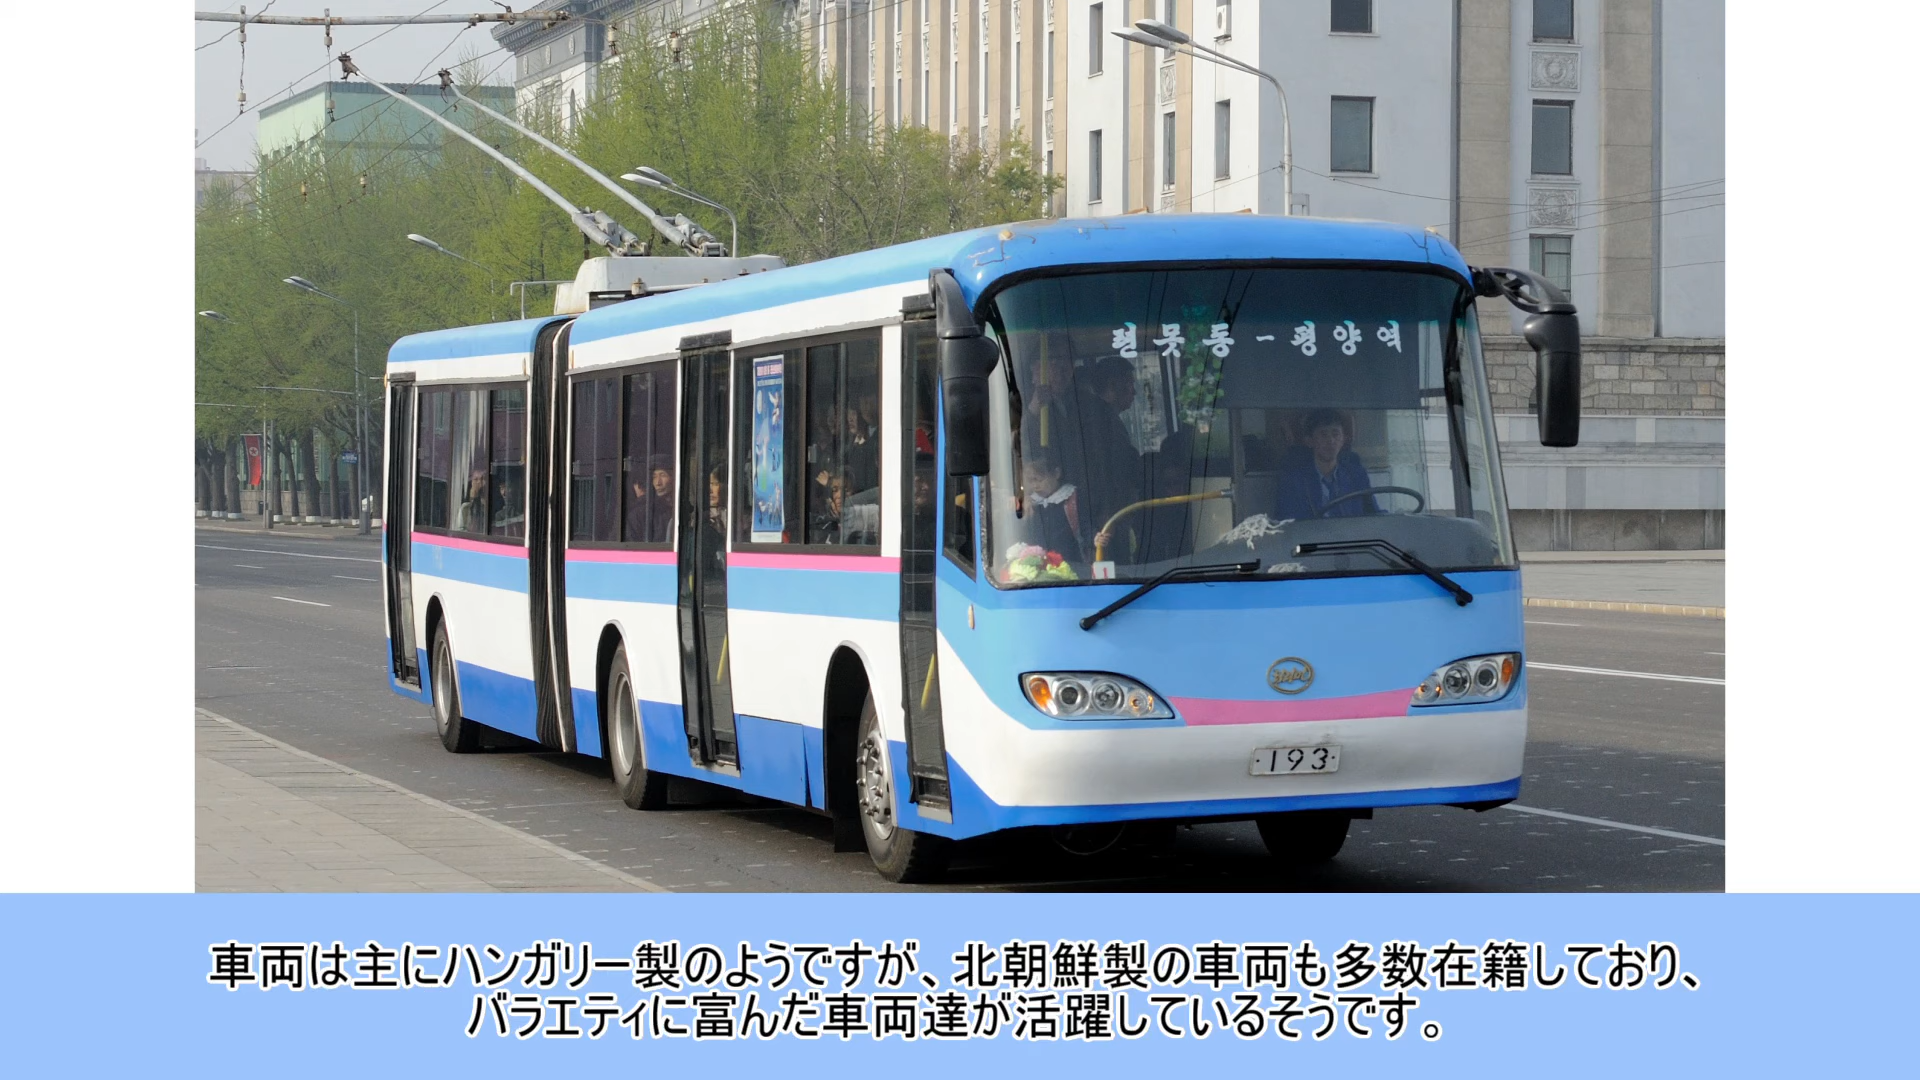 련못동-평양역
·193·
車両は主にハンガリー製のようですが、北朝鮮製の車両も多数在籍しており、
バラエティに富んだ車両達が活躍しているそうです。